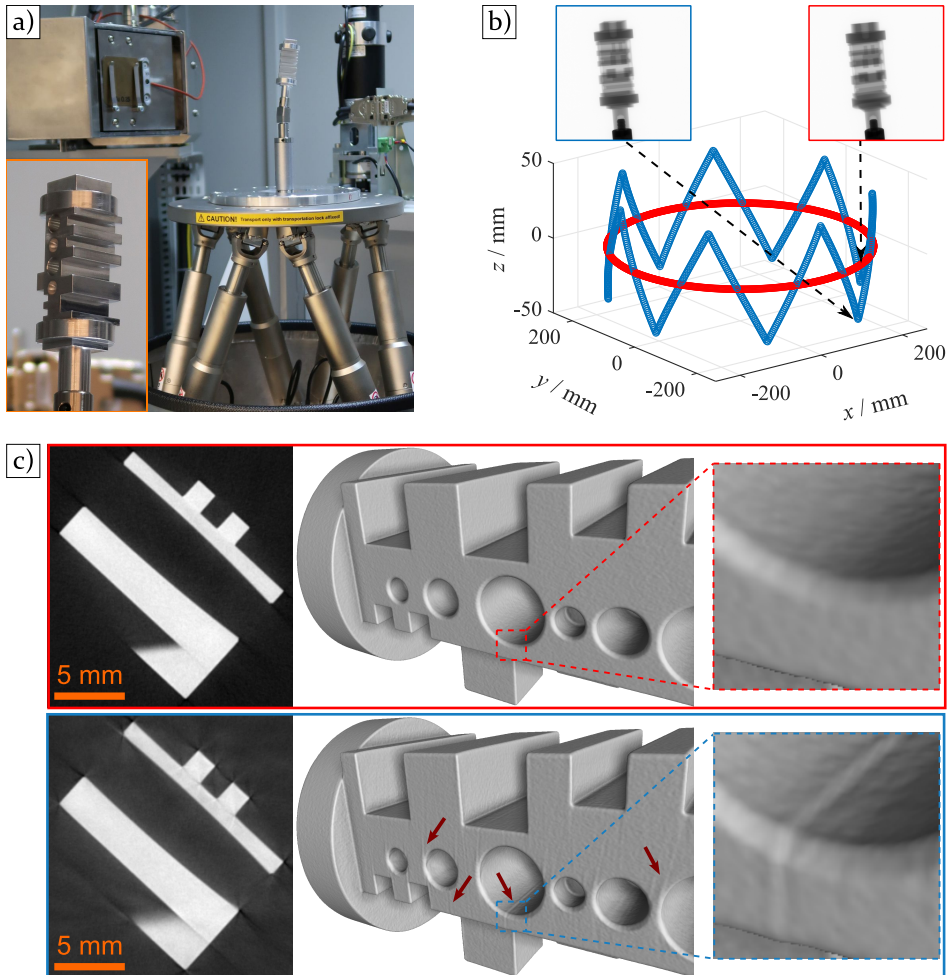 a)
⚠ CAUTION! Transport only with transportation lock affixed!
b)
50
0
-50
z / mm
200
0
-200
y / mm
-200
0
200
x / mm
c)
5 mm
5 mm